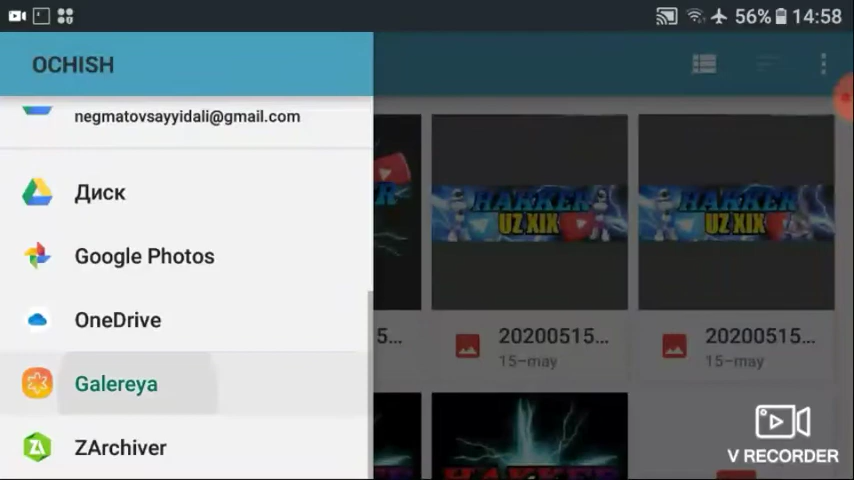 56% 14:58
OCHISH
negmatovsayyidali@gmail.com
Диск
Google Photos
OneDrive
Galereya
ZArchiver
HAKKER
UZ XIX
HAKKER
UZ XIX
5...
20200515...
15-may
20200515...
15-may
V RECORDER